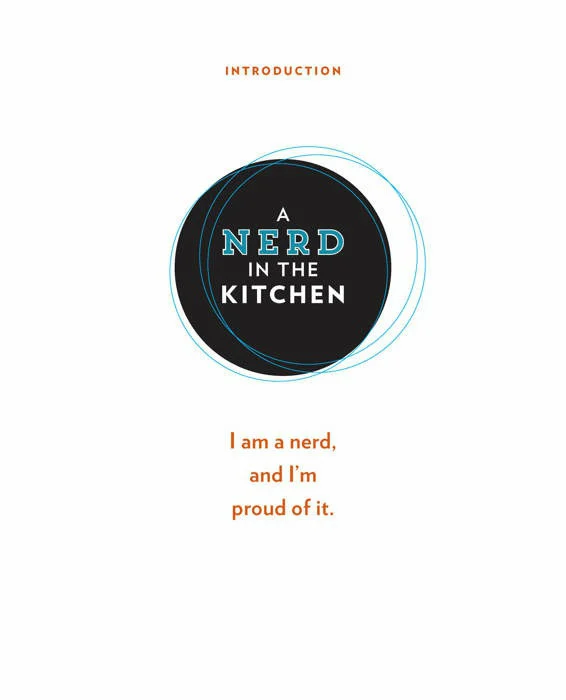 INTRODUCTION
A
NERD
IN THE
KITCHEN
I am a nerd,
and I'm
proud of it.